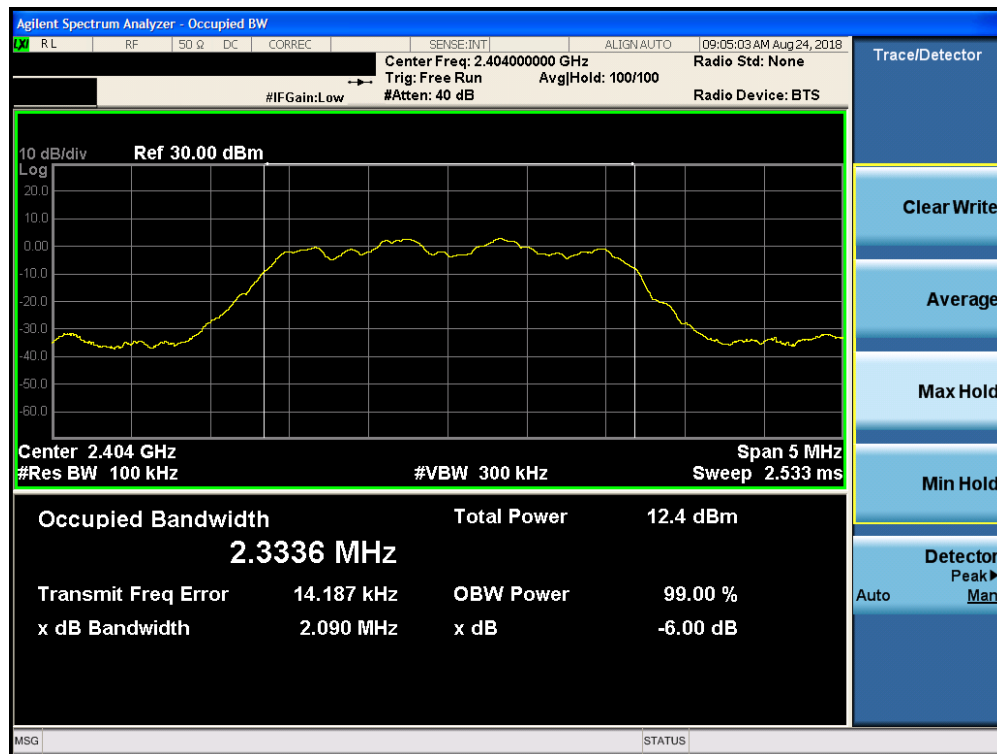 Agilent Spectrum Analyzer - Occupied BW
LXI RL RF 50 Ω DC CORREC SENSE:INT ALIGN AUTO 09:05:03 AM Aug 24, 2018
Center Freq: 2.404000000 GHz Radio Std: None
Trig: Free Run Avg|Hold: 100/100
#IFGain:Low #Atten: 40 dB Radio Device: BTS
10 dB/div Ref 30.00 dBm
Log
20.0
10.0
0.00
-10.0
-20.0
-30.0
-40.0
-50.0
-60.0
Center 2.404 GHz Span 5 MHz
#Res BW 100 kHz #VBW 300 kHz Sweep 2.533 ms
Occupied Bandwidth Total Power 12.4 dBm
2.3336 MHz
Transmit Freq Error 14.187 kHz OBW Power 99.00 %
x dB Bandwidth 2.090 MHz x dB -6.00 dB
MSG STATUS
Trace/Detector
Clear Write
Average
Max Hold
Min Hold
Detector
Peak▶
Auto Man